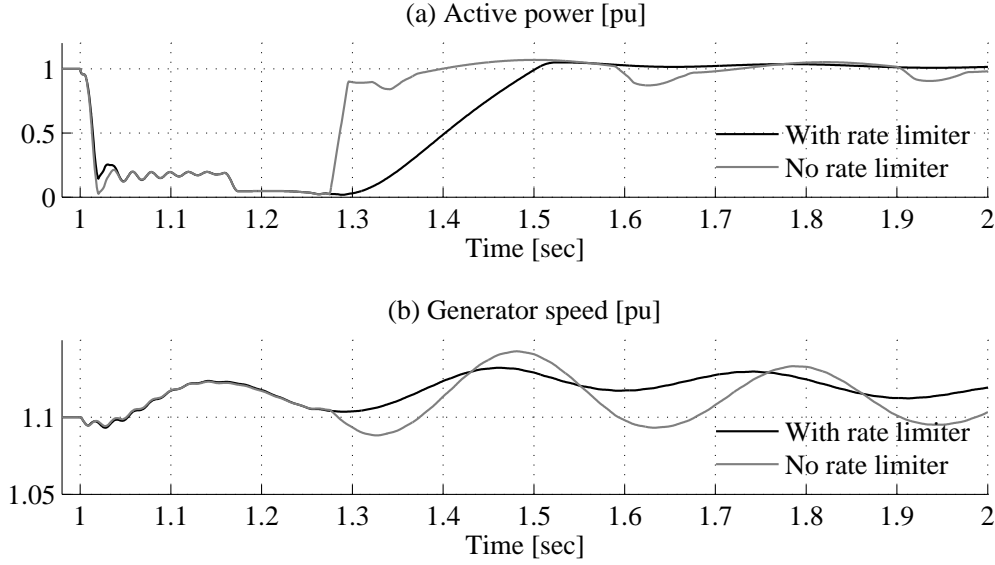 (a) Active power [pu]
1
0.5
0
With rate limiter
No rate limiter
1 1.1 1.2 1.3 1.4 1.5 1.6 1.7 1.8 1.9 2
Time [sec]
(b) Generator speed [pu]
1.1
1.05
With rate limiter
No rate limiter
1 1.1 1.2 1.3 1.4 1.5 1.6 1.7 1.8 1.9 2
Time [sec]